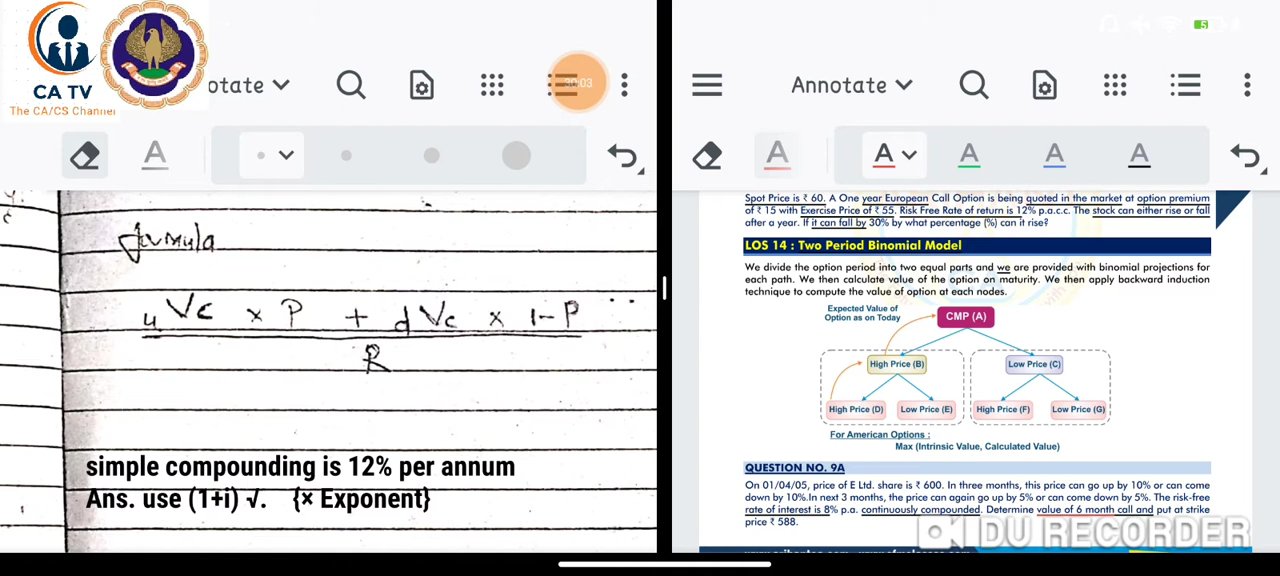 CA TV
The CA/CS Channel
otate
39:03
Annotate
A
A
A
A
A
A
formula
uVc × P + dVc × 1-P
R
simple compounding is 12% per annum
Ans. use (1+i) √. {× Exponent}
Spot Price is ₹ 60. A One year European Call Option is being quoted in the market at option premium
of ₹ 15 with Exercise Price of ₹ 55. Risk Free Rate of return is 12% p.a.c.c. The stock can either rise or fall
after a year. If it can fall by 30% by what percentage (%) can it rise?
LOS 14 : Two Period Binomial Model
We divide the option period into two equal parts and we are provided with binomial projections for
each path. We then calculate value of the option on maturity. We then apply backward induction
technique to compute the value of option at each nodes.
Expected Value of
Option as on Today
CMP (A)
High Price (B)
Low Price (C)
High Price (D)
Low Price (E)
High Price (F)
Low Price (G)
For American Options :
Max (Intrinsic Value, Calculated Value)
QUESTION NO. 9A
On 01/04/05, price of E Ltd. share is ₹ 600. In three months, this price can go up by 10% or can come
down by 10%.In next 3 months, the price can again go up by 5% or can come down by 5%. The risk-free
rate of interest is 8% p.a. continuously compounded. Determine value of 6 month call and put at strike
price ₹ 588.
DU RECORDER